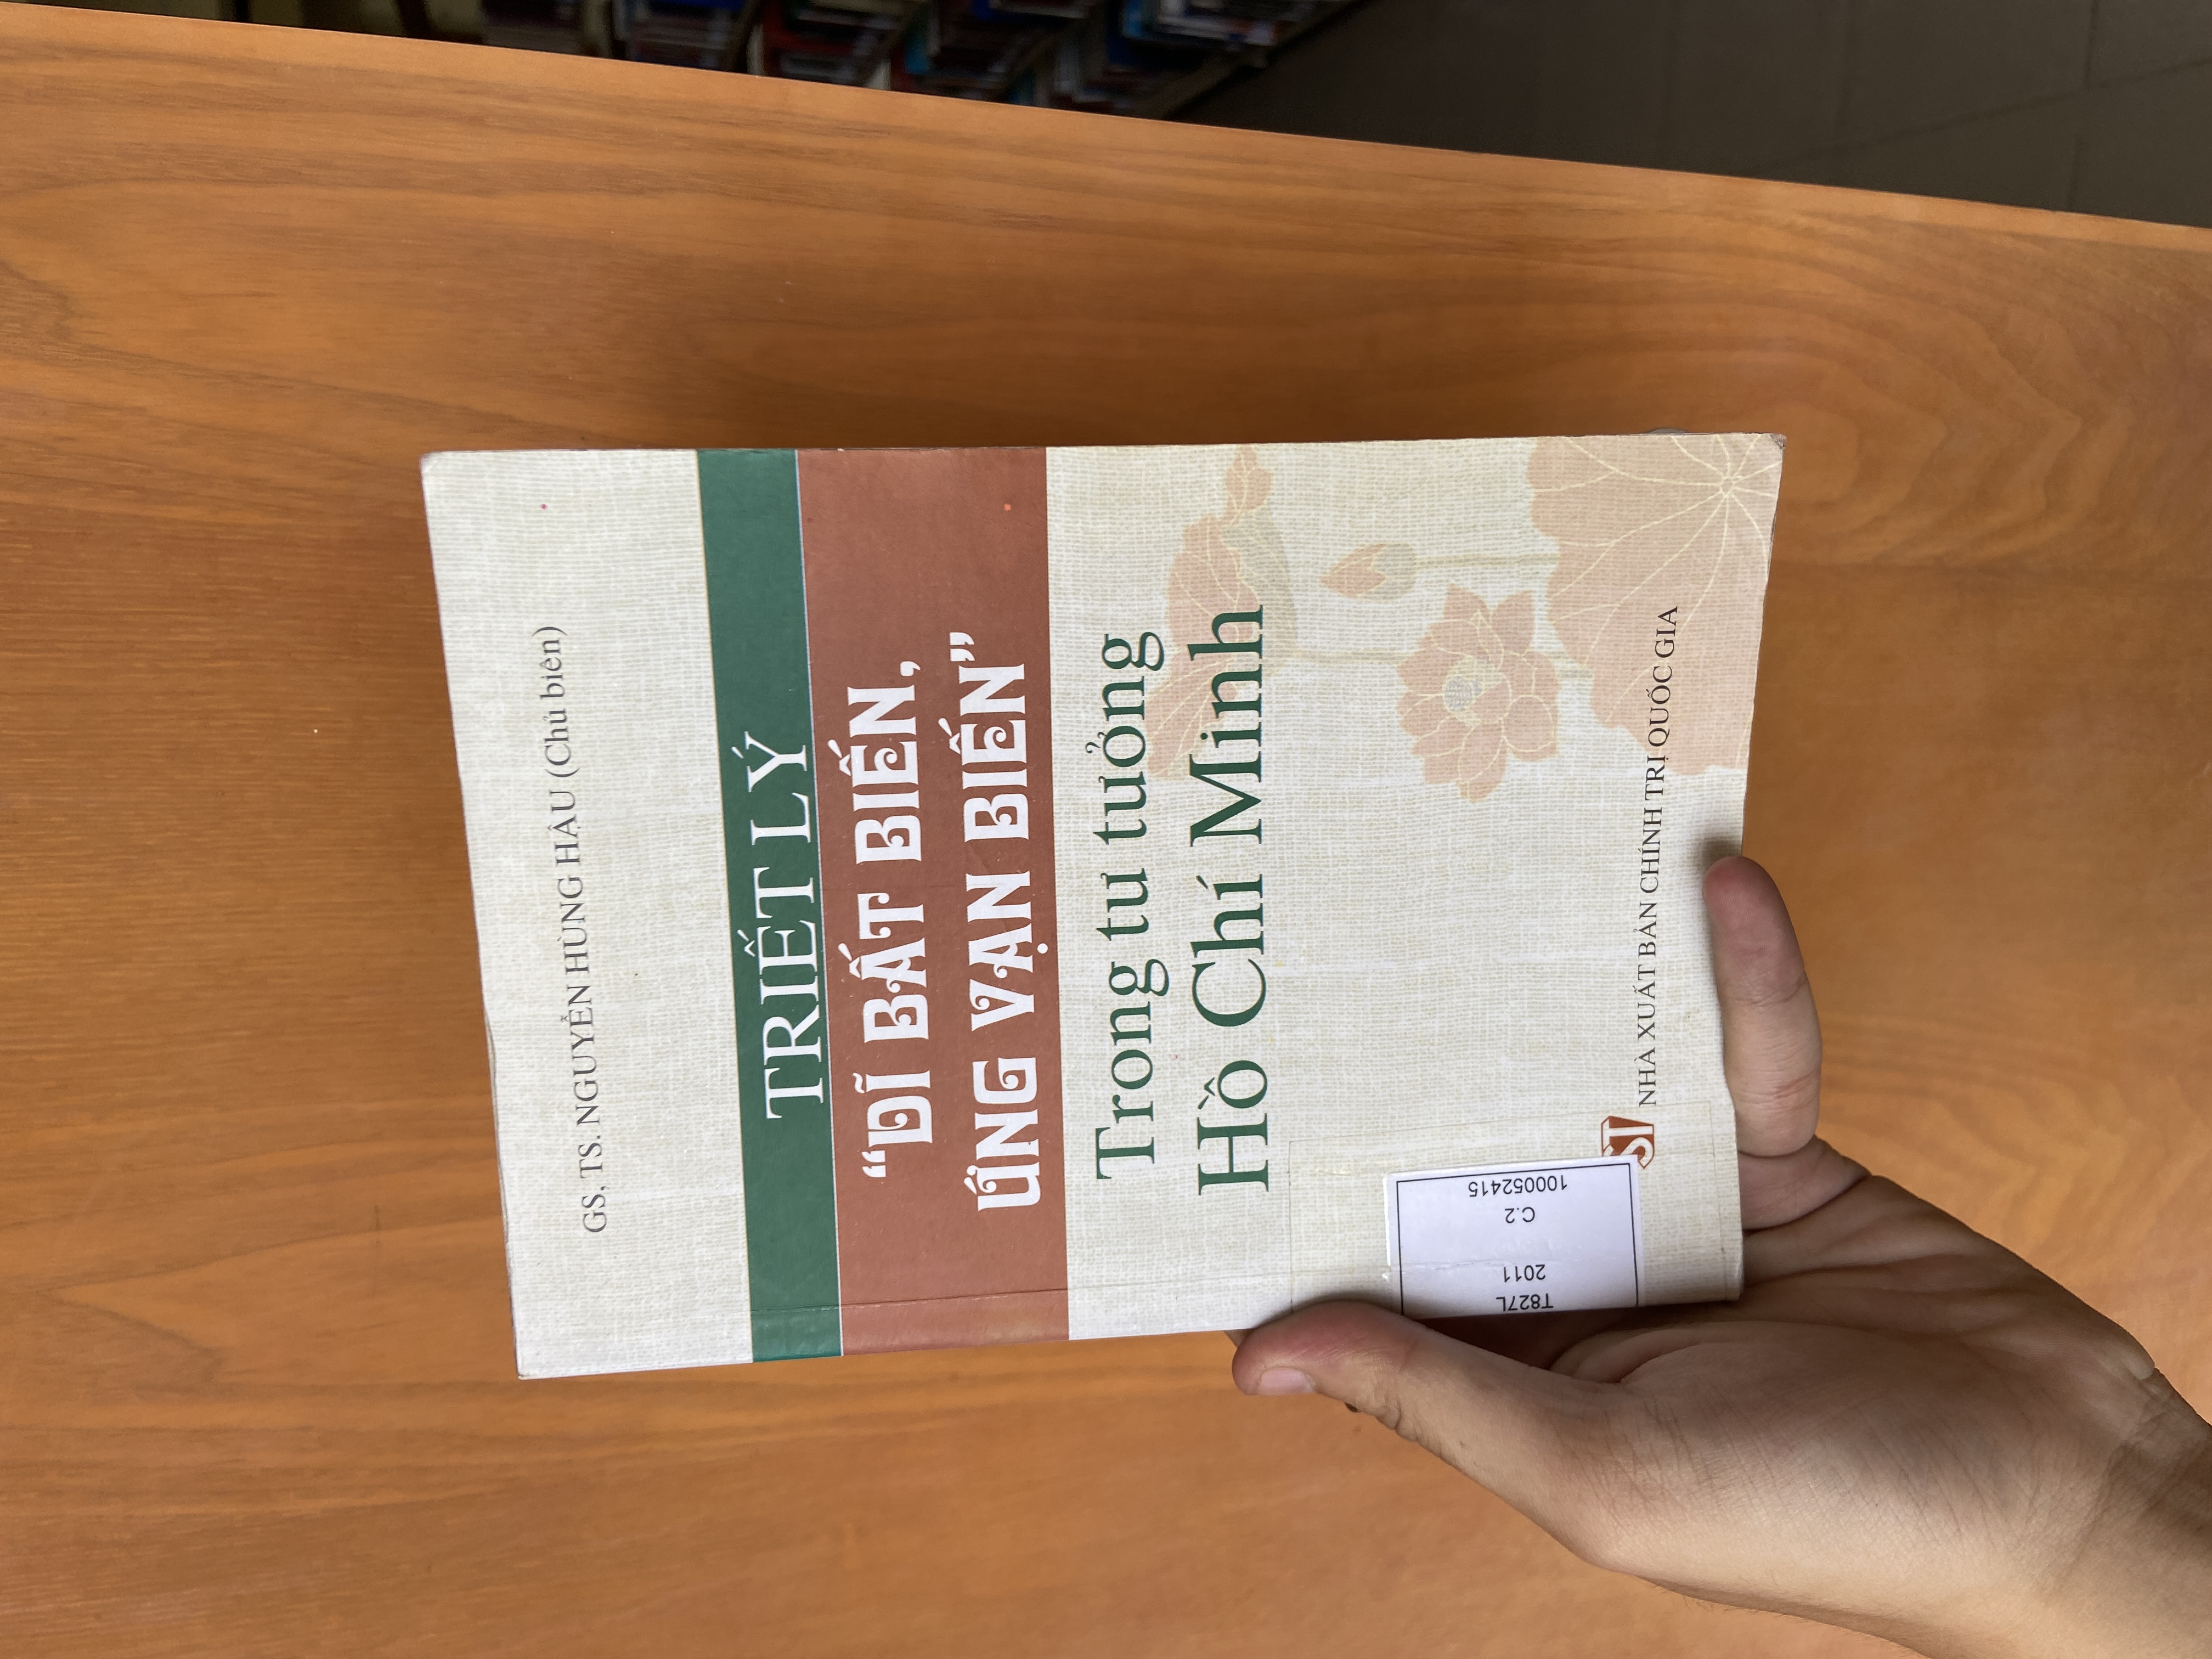 GS, TS. NGUYỄN HÙNG HẬU (Chủ biên)
TRIẾT LÝ
“DĨ BẤT BIẾN,
ỨNG VẠN BIẾN”
Trong tư tưởng
Hồ Chí Minh
T827L
2011
C.2
100052415
ST NHÀ XUẤT BẢN CHÍNH TRỊ QUỐC GIA